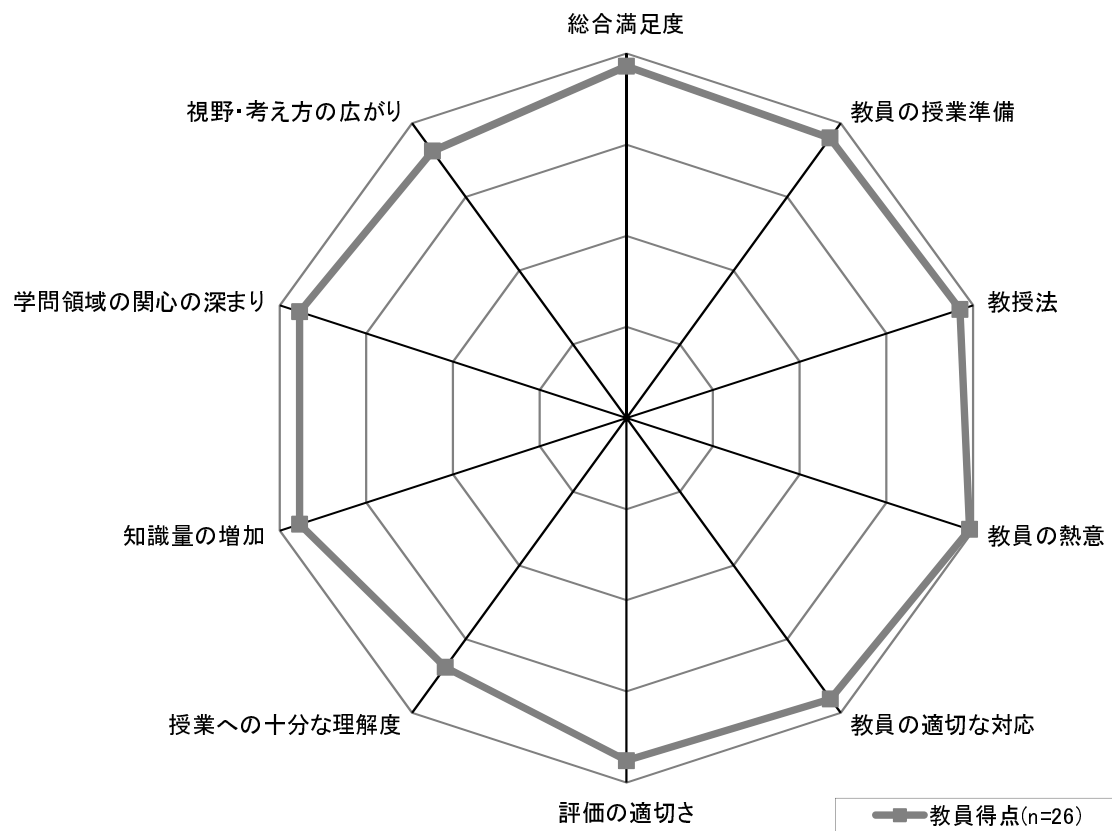 総合満足度
視野・考え方の広がり
教員の授業準備
学問領域の関心の深まり
教授法
知識量の増加
教員の熱意
授業への十分な理解度
教員の適切な対応
評価の適切さ
教員得点(n=26)